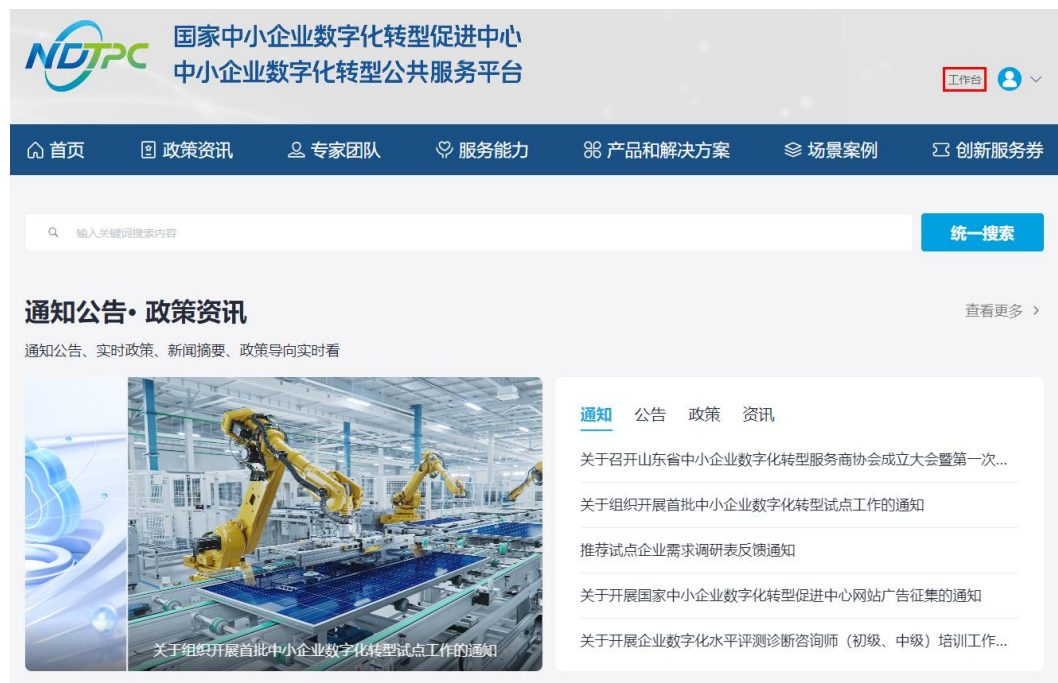 NDTPC
国家中小企业数字化转型促进中心
中小企业数字化转型公共服务平台
工作台
首页 政策资讯 专家团队 服务能力 产品和解决方案 场景案例 创新服务券
输入关键词搜索内容
统一搜索
通知公告• 政策资讯
查看更多
通知公告、实时政策、新闻摘要、政策导向实时看
关于组织开展首批中小企业数字化转型试点工作的通知
通知 公告 政策 资讯
关于召开山东省中小企业数字化转型服务商协会成立大会暨第一次...
关于组织开展首批中小企业数字化转型试点工作的通知
推荐试点企业需求调研表反馈通知
关于开展国家中小企业数字化转型促进中心网站广告征集的通知
关于开展企业数字化水平评测诊断咨询师（初级、中级）培训工作...